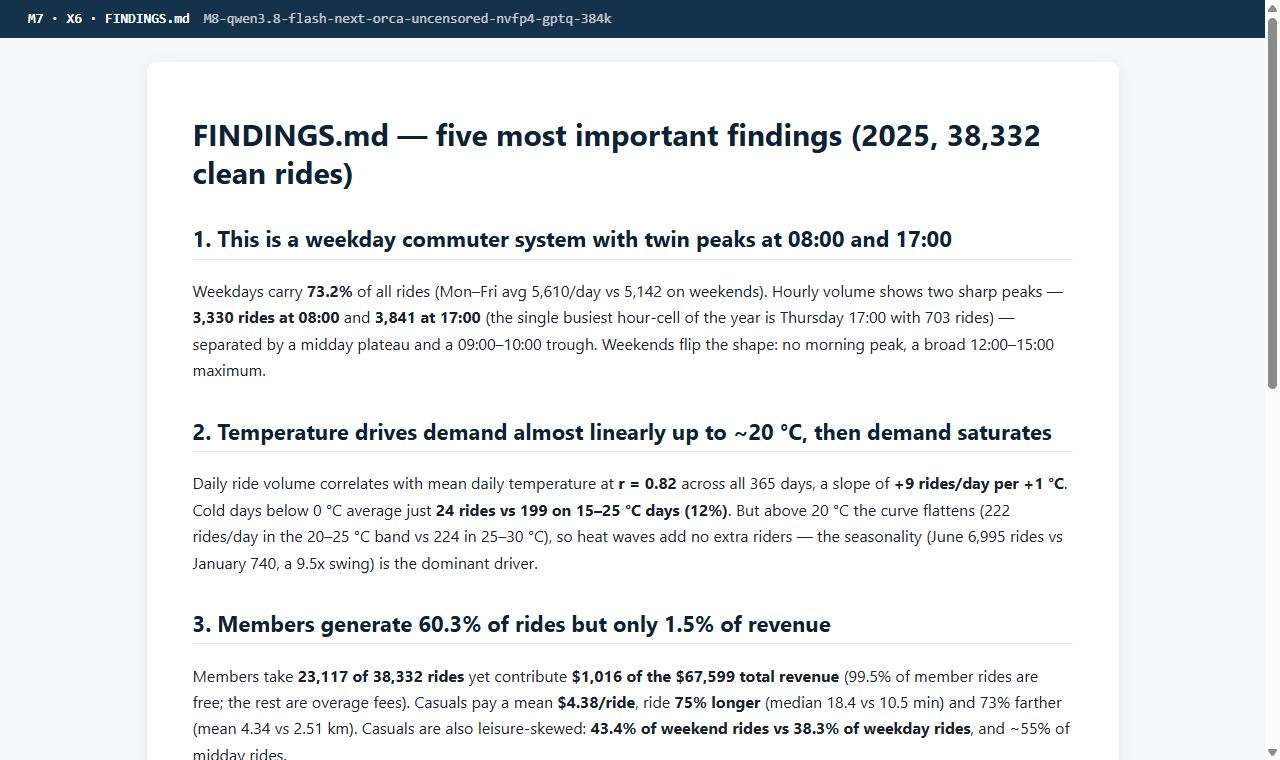 M7 · X6 · FINDINGS.md M8-qwen3.8-flash-next-orca-uncensored-nvfp4-gptq-384k
FINDINGS.md — five most important findings (2025, 38,332
clean rides)
1. This is a weekday commuter system with twin peaks at 08:00 and 17:00
Weekdays carry 73.2% of all rides (Mon–Fri avg 5,610/day vs 5,142 on weekends). Hourly volume shows two sharp peaks —
3,330 rides at 08:00 and 3,841 at 17:00 (the single busiest hour-cell of the year is Thursday 17:00 with 703 rides) —
separated by a midday plateau and a 09:00–10:00 trough. Weekends flip the shape: no morning peak, a broad 12:00–15:00
maximum.
2. Temperature drives demand almost linearly up to ~20 °C, then demand saturates
Daily ride volume correlates with mean daily temperature at r = 0.82 across all 365 days, a slope of +9 rides/day per +1 °C.
Cold days below 0 °C average just 24 rides vs 199 on 15–25 °C days (12%). But above 20 °C the curve flattens (222
rides/day in the 20–25 °C band vs 224 in 25–30 °C), so heat waves add no extra riders — the seasonality (June 6,995 rides vs
January 740, a 9.5x swing) is the dominant driver.
3. Members generate 60.3% of rides but only 1.5% of revenue
Members take 23,117 of 38,332 rides yet contribute $1,016 of the $67,599 total revenue (99.5% of member rides are
free; the rest are overage fees). Casuals pay a mean $4.38/ride, ride 75% longer (median 18.4 vs 10.5 min) and 73% farther
(mean 4.34 vs 2.51 km). Casuals are also leisure-skewed: 43.4% of weekend rides vs 38.3% of weekday rides, and ~55% of
midday rides.